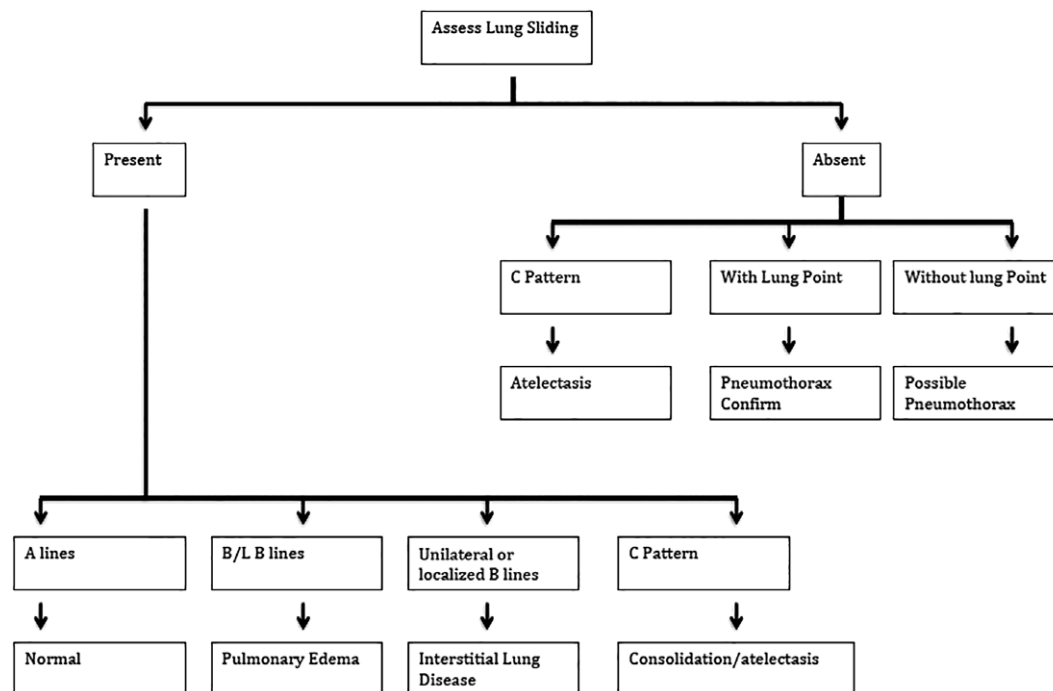 Assess Lung Sliding
Present
Absent
C Pattern
With Lung Point
Without lung Point
Atelectasis
Pneumothorax
Confirm
Possible
Pneumothorax
A lines
B/L B lines
Unilateral or
localized B lines
C Pattern
Normal
Pulmonary Edema
Interstitial Lung
Disease
Consolidation/atelectasis